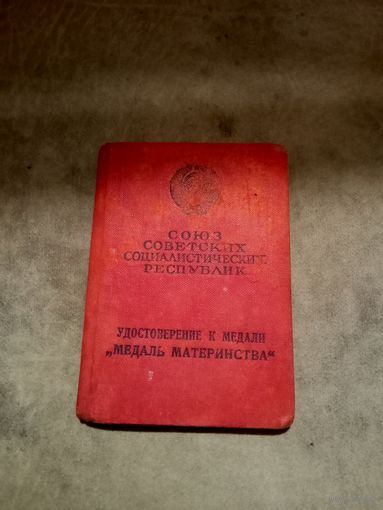 СОЮЗ
СОВЕТСКИХ
СОЦИАЛИСТИЧЕСКИХ
РЕСПУБЛИК
УДОСТОВЕРЕНИЕ К МЕДАЛИ
„МЕДАЛЬ МАТЕРИНСТВА“